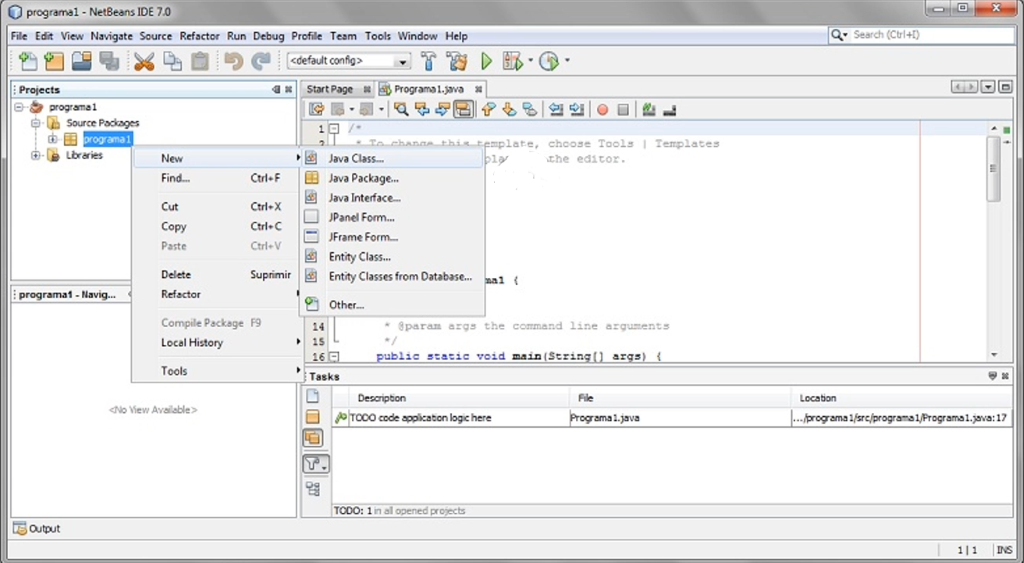 programa1 - NetBeans IDE 7.0
File Edit View Navigate Source Refactor Run Debug Profile Team Tools Window Help
Search (Ctrl+I)
<default config>
Projects
programa1
Source Packages
programa1
Libraries
Start Page
Programa1.java
1 /*
* To change this template, choose Tools | Templates
the editor.
New
Find... Ctrl+F
Cut Ctrl+X
Copy Ctrl+C
Paste Ctrl+V
Delete Suprimir
Refactor
Compile Package F9
Local History
Tools
Java Class...
Java Package...
Java Interface...
JPanel Form...
JFrame Form...
Entity Class...
Entity Classes from Database...
Other...
ma1 {
14 * @param args the command line arguments
15 */
16 public static void main(String[] args) {
programa1 - Navig...
<No View Available>
Tasks
Description File Location
TODO code application logic here Programa1.java .../programa1/src/programa1/Programa1.java:17
TODO: 1 in all opened projects
Output
1 | 1 INS